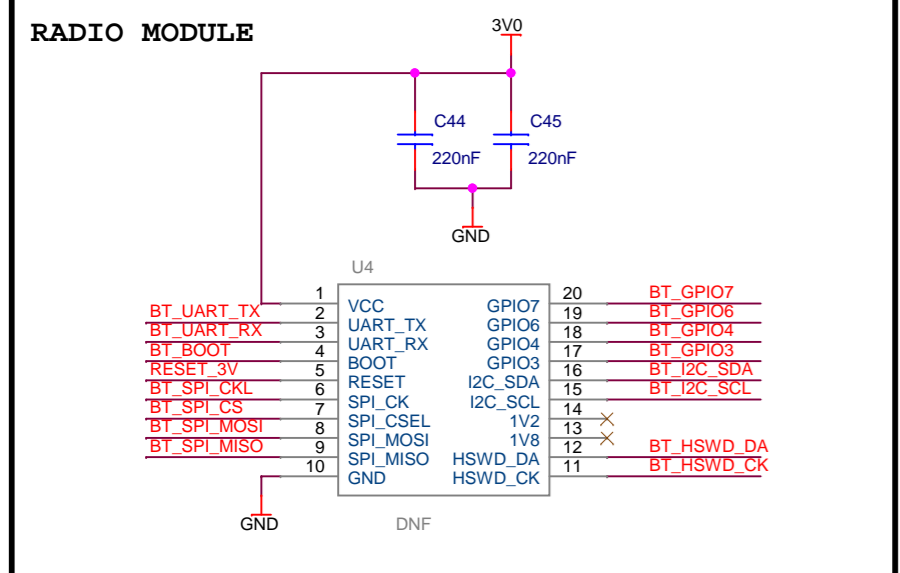 RADIO MODULE
3V0
C44
C45
220nF
220nF
GND
U4
1
VCC
GPIO7
20
BT_GPIO7
BT_UART_TX
2
UART_TX
GPIO6
19
BT_GPIO6
BT_UART_RX
3
UART_RX
GPIO4
18
BT_GPIO4
BT_BOOT
4
BOOT
GPIO3
17
BT_GPIO3
RESET_3V
5
RESET
I2C_SDA
16
BT_I2C_SDA
BT_SPI_CKL
6
SPI_CK
I2C_SCL
15
BT_I2C_SCL
BT_SPI_CS
7
SPI_CSEL
1V2
14
BT_SPI_MOSI
8
SPI_MOSI
1V8
13
BT_SPI_MISO
9
SPI_MISO
HSWD_DA
12
BT_HSWD_DA
10
GND
HSWD_CK
11
BT_HSWD_CK
GND
DNF